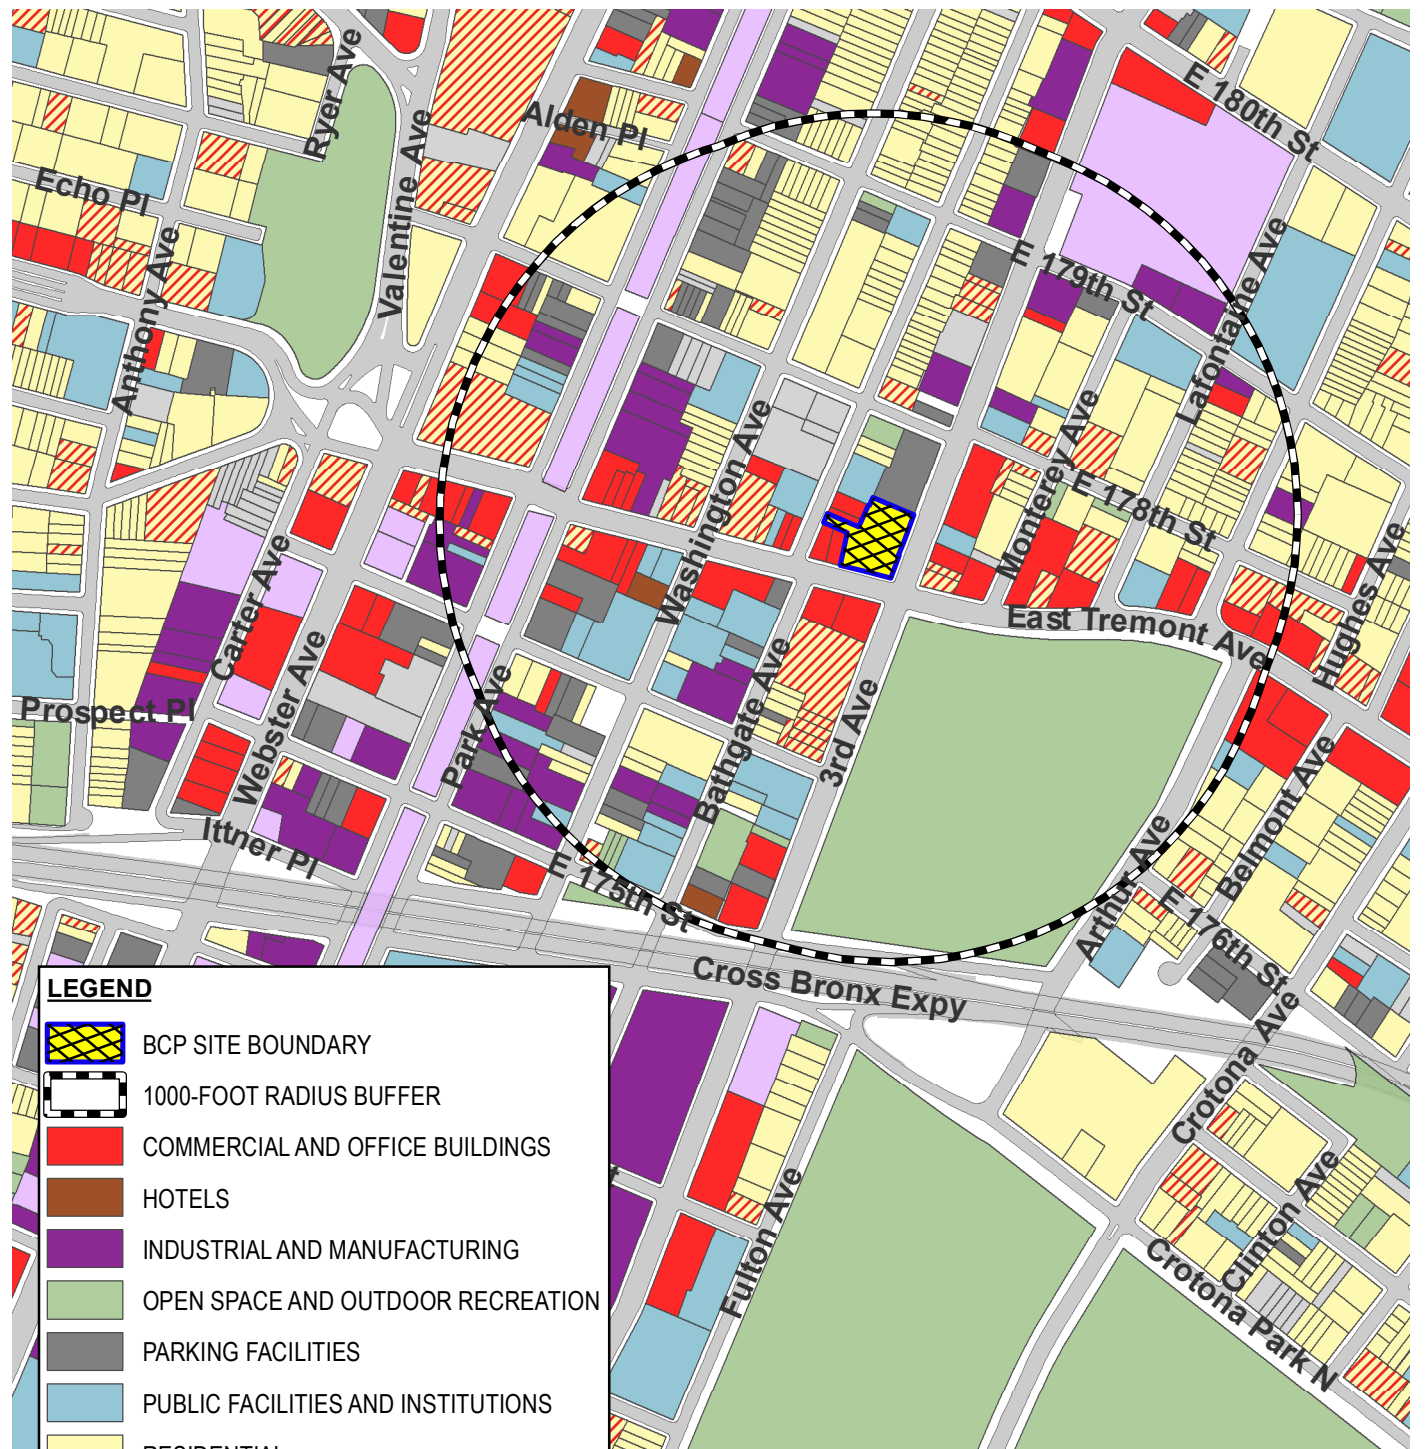 E 180th St
Ryer Ave
Alden Pl
Valentine Ave
Echo Pl
Anthony Ave
E 179th St
Lafontaine Ave
Washington Ave
Monterey Ave
E 178th St
Carter Ave
Hughes Ave
East Tremont Ave
Webster Ave
Prospect Pl
Park Ave
Bathgate Ave
3rd Ave
Ittner Pl
E 175th St
Arthur Ave
Belmont Ave
E 176th St
Cross Bronx Expy
Crotona Ave
Fulton Ave
Clinton Ave
Crotona Park N
LEGEND
BCP SITE BOUNDARY
1000-FOOT RADIUS BUFFER
COMMERCIAL AND OFFICE BUILDINGS
HOTELS
INDUSTRIAL AND MANUFACTURING
OPEN SPACE AND OUTDOOR RECREATION
PARKING FACILITIES
PUBLIC FACILITIES AND INSTITUTIONS
RESIDENTIAL